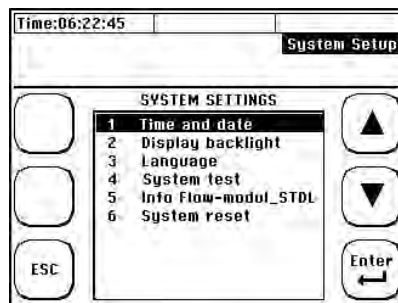 Time:06:22:45
System Setup
SYSTEM SETTINGS
1 Time and date
2 Display backlight
3 Language
4 System test
5 Info Flow-modul_STDL
6 System reset
ESC
Enter